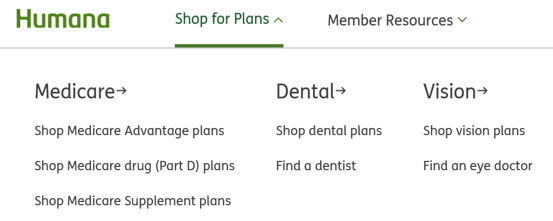 Humana
Shop for Plans
Member Resources
Medicare→
Shop Medicare Advantage plans
Shop Medicare drug (Part D) plans
Shop Medicare Supplement plans
Dental→
Shop dental plans
Find a dentist
Vision→
Shop vision plans
Find an eye doctor